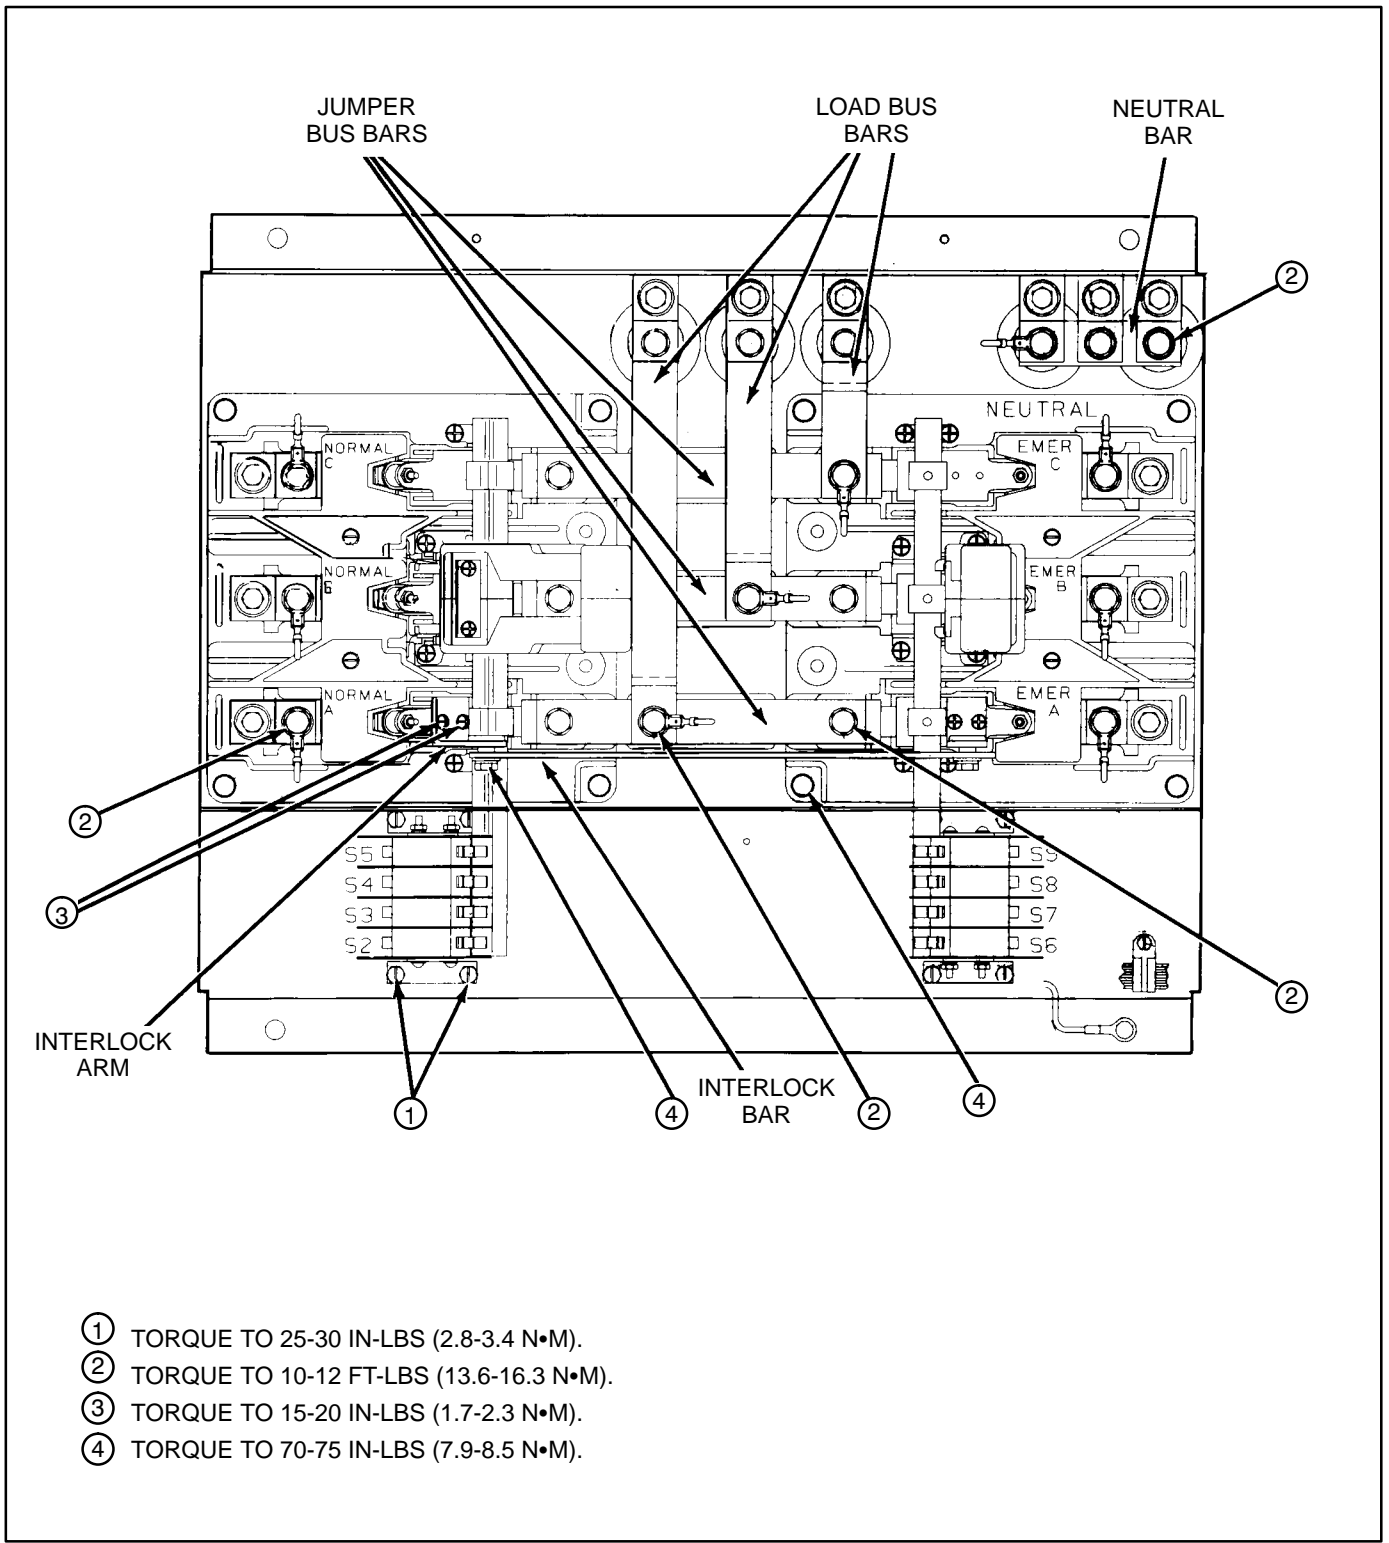 JUMPER
BUS BARS
LOAD BUS
BARS
NEUTRAL
BAR
2
NEUTRAL
NORMAL
C
EMER
C
NORMAL
B
EMER
B
NORMAL
A
EMER
A
2
3
S5
S4
S3
S2
S9
S8
S7
S6
2
INTERLOCK
ARM
1
4
INTERLOCK
BAR
2
4
1 TORQUE TO 25-30 IN-LBS (2.8-3.4 N•M).
2 TORQUE TO 10-12 FT-LBS (13.6-16.3 N•M).
3 TORQUE TO 15-20 IN-LBS (1.7-2.3 N•M).
4 TORQUE TO 70-75 IN-LBS (7.9-8.5 N•M).